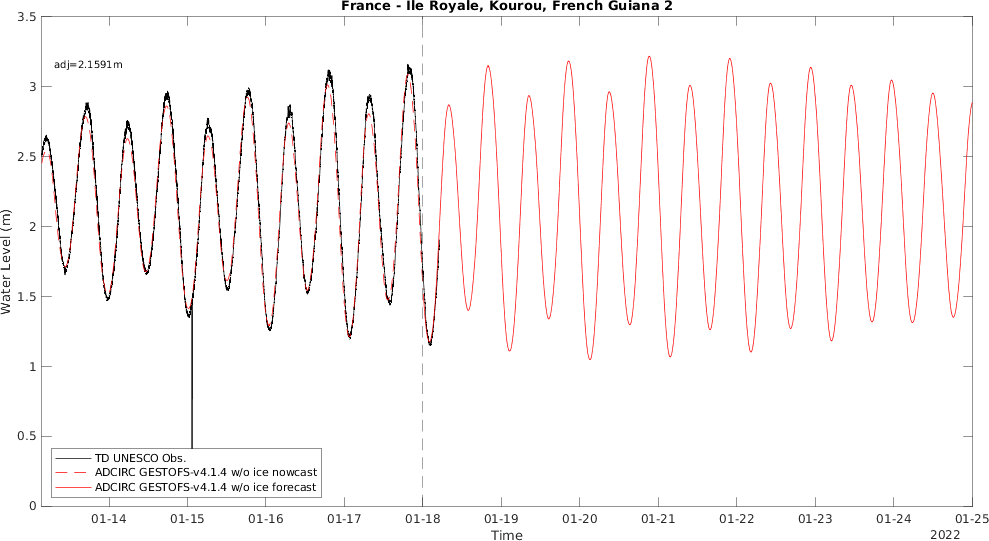 France - Ile Royale, Kourou, French Guiana 2
adj=2.1591m
3.5
3
2.5
2
1.5
1
0.5
0
Water Level (m)
TD UNESCO Obs.
ADCIRC GESTOFS-v4.1.4 w/o ice nowcast
ADCIRC GESTOFS-v4.1.4 w/o ice forecast
01-14 01-15 01-16 01-17 01-18 01-19 01-20 01-21 01-22 01-23 01-24 01-25
Time
2022